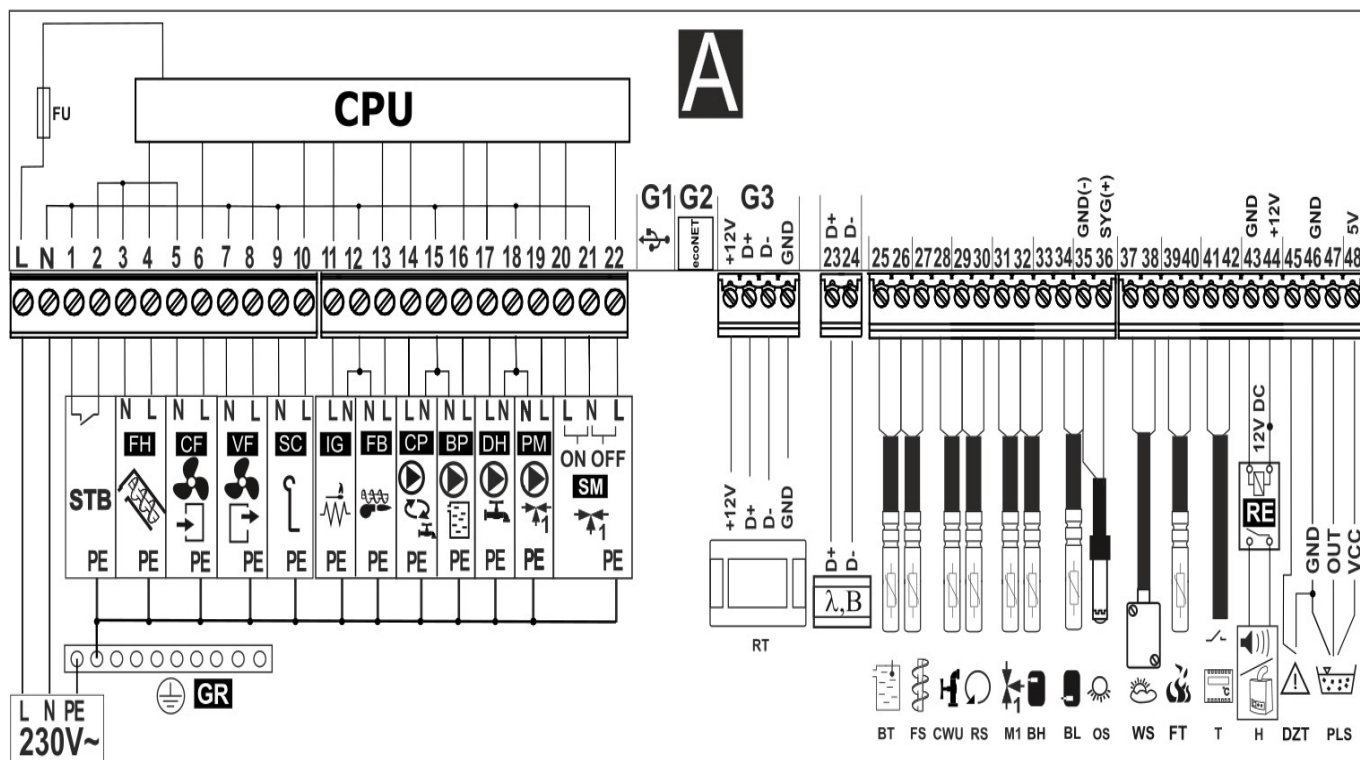 A
FU
CPU
G1 G2 G3
ecoNET
+12V D+ D- GND
D+ D-
GND(-) SYG(+)
GND +12V GND 5V
L N 1 2 3 4 5 6 7 8 9 10 11 12 13 14 15 16 17 18 19 20 21 22
23 24 25 26 27 28 29 30 31 32 33 34 35 36 37 38 39 40 41 42 43 44 45 46 47 48
N L N L N L N L L N N L L N N L L N N L L N L
FH CF VF SC IG FB CP BP DH PM
ON OFF
SM
1 1
STB
PE PE PE PE PE PE PE PE PE PE PE PE
+12V D+ D- GND
D+ D-
λ,B
RT
12V DC
RE
GND OUT VCC
GR
L N PE
230V~
1
°C
BT FS CWU RS M1 BH BL OS WS FT T H DZT PLS